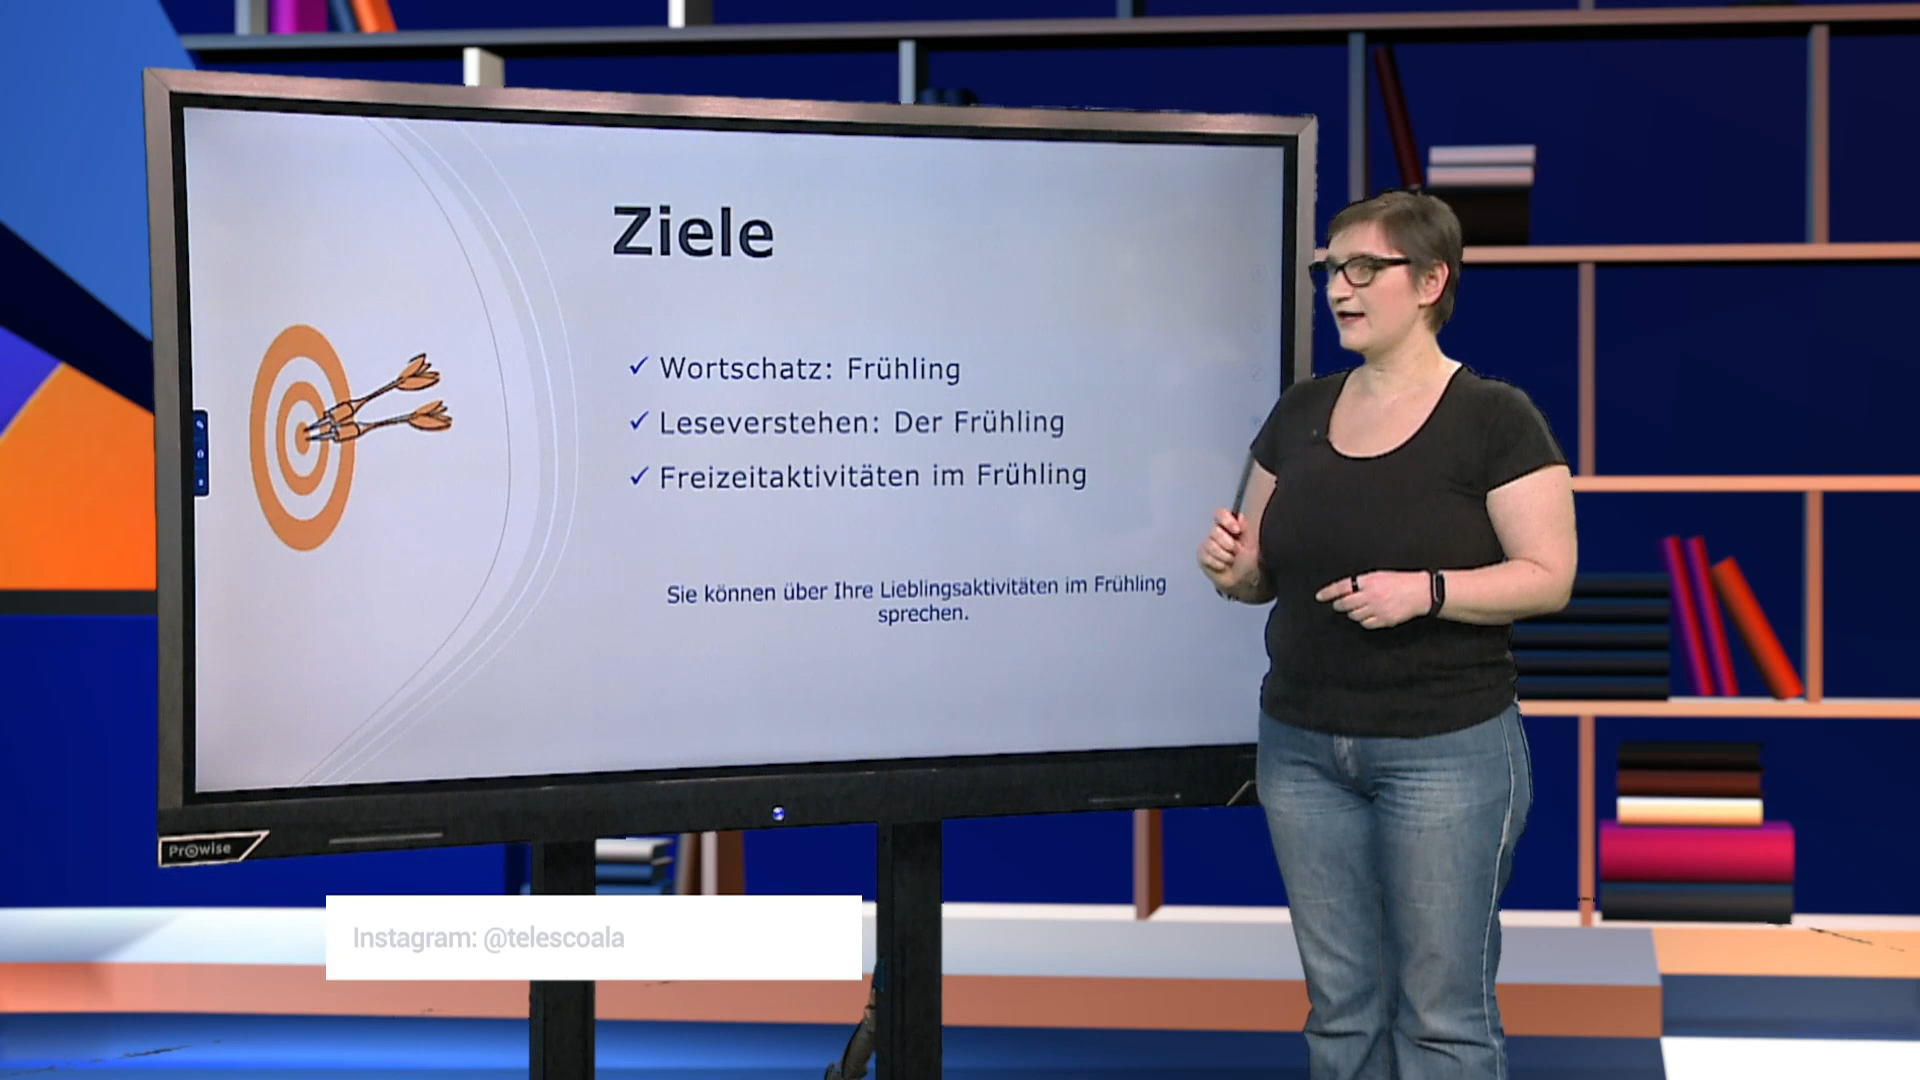 Ziele
✓ Wortschatz: Frühling
✓ Leseverstehen: Der Frühling
✓ Freizeitaktivitäten im Frühling
Sie können über Ihre Lieblingsaktivitäten im Frühling
sprechen.
Prowise
Instagram: @telescoala